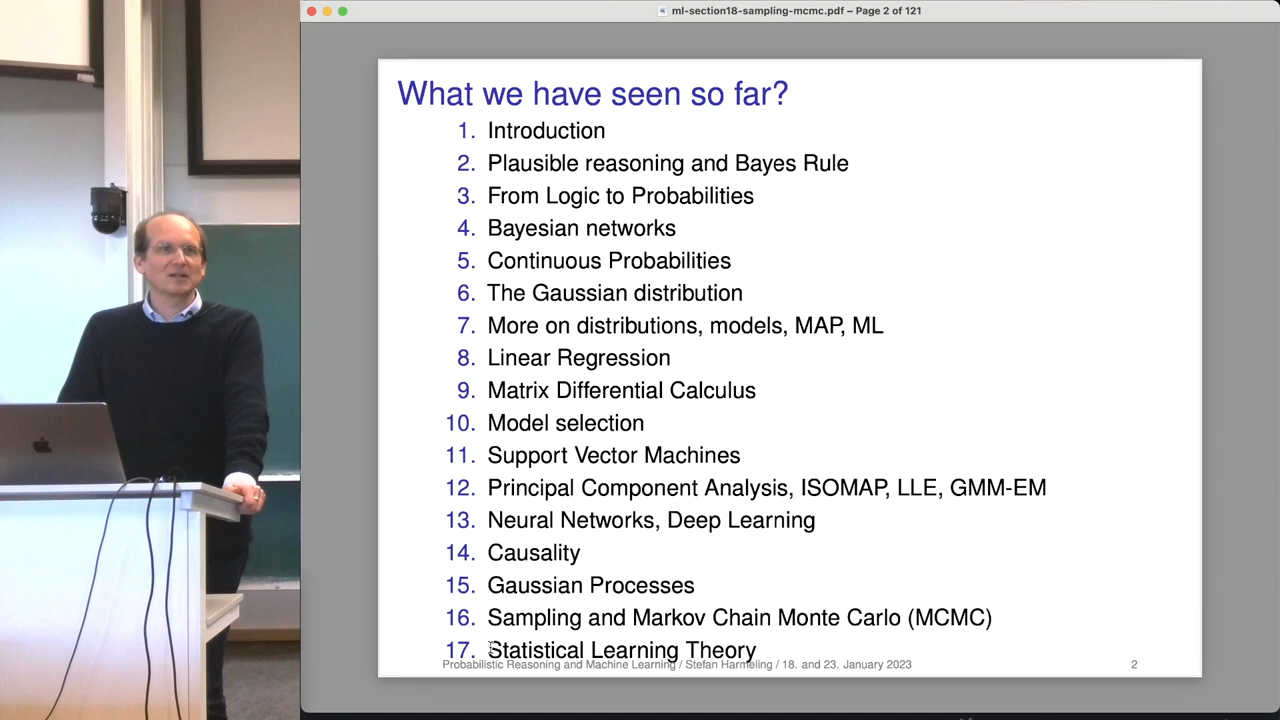 ml-section18-sampling-mcmc.pdf – Page 2 of 121
What we have seen so far?
1. Introduction
2. Plausible reasoning and Bayes Rule
3. From Logic to Probabilities
4. Bayesian networks
5. Continuous Probabilities
6. The Gaussian distribution
7. More on distributions, models, MAP, ML
8. Linear Regression
9. Matrix Differential Calculus
10. Model selection
11. Support Vector Machines
12. Principal Component Analysis, ISOMAP, LLE, GMM-EM
13. Neural Networks, Deep Learning
14. Causality
15. Gaussian Processes
16. Sampling and Markov Chain Monte Carlo (MCMC)
17. Statistical Learning Theory
Probabilistic Reasoning and Machine Learning / Stefan Harmeling / 18. and 23. January 2023 2